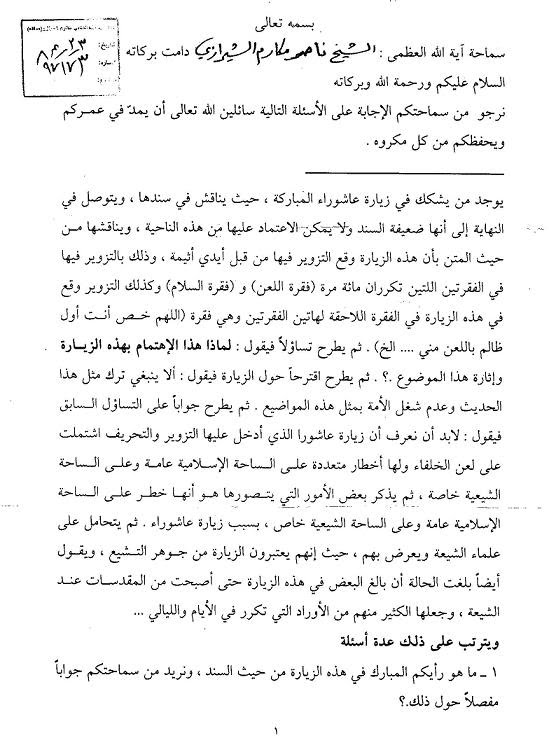 بسمه تعالى
سماحة آية الله العظمى : الشيخ ناصر مكارم الشيرازي دامت بركاته
السلام عليكم ورحمة الله وبركاته
نرجو من سماحتكم الإجابة على الأسئلة التالية سائلين الله تعالى أن يمدّ في عمركم
ويحفظكم من كل مكروه .
يوجد من يشكك في زيارة عاشوراء المباركة ، حيث يناقش في سندها ، ويتوصل في
النهاية إلى أنها ضعيفة السند ولا يمكن الاعتماد عليها من هذه الناحية ، ويناقشها من
حيث المتن بأن هذه الزيارة وقع التزوير فيها من قبل أيدي أثيمة ، وذلك بالتزوير فيها
في الفقرتين اللتين تكرران مائة مرة (فقرة اللعن) و (فقرة السلام) وكذلك التزوير وقع
في هذه الزيارة في الفقرة اللاحقة لهاتين الفقرتين وهي فقرة (اللهم خص أنت أول
ظالم باللعن مني .... الخ) . ثم يطرح تساؤلاً فيقول : لماذا هذا الإهتمام بهذه الزيارة
وإثارة هذا الموضوع .؟. ثم يطرح اقترحاً حول الزيارة فيقول : ألا ينبغي ترك مثل هذا
الحديث وعدم شغل الأمة بمثل هذه المواضيع . ثم يطرح جواباً على التساؤل السابق
فيقول : لابد أن نعرف أن زيارة عاشورا الذي أدخل عليها التزوير والتحريف اشتملت
على لعن الخلفاء ولها أخطار متعددة على الساحة الإسلامية عامة وعلى الساحة
الشيعية خاصة ، ثم يذكر بعض الأمور التي يتصورها هو أنها خطر على الساحة
الإسلامية عامة وعلى الساحة الشيعية خاص ، بسبب زيارة عاشوراء . ثم يتحامل على
علماء الشيعة ويعرض بهم ، حيث إنهم يعتبرون الزيارة من جوهر التشيع ، ويقول
أيضاً بلغت الحالة أن بالغ البعض في هذه الزيارة حتى أصبحت من المقدسات عند
الشيعة ، وجعلها الكثير منهم من الأوراد التي تكرر في الأيام والليالي ...
ويترتب على ذلك عدة أسئلة
١ ـ ما هو رأيكم المبارك في هذه الزيارة من حيث السند ، ونريد من سماحتكم جواباً
مفصلاً حول ذلك.؟
١